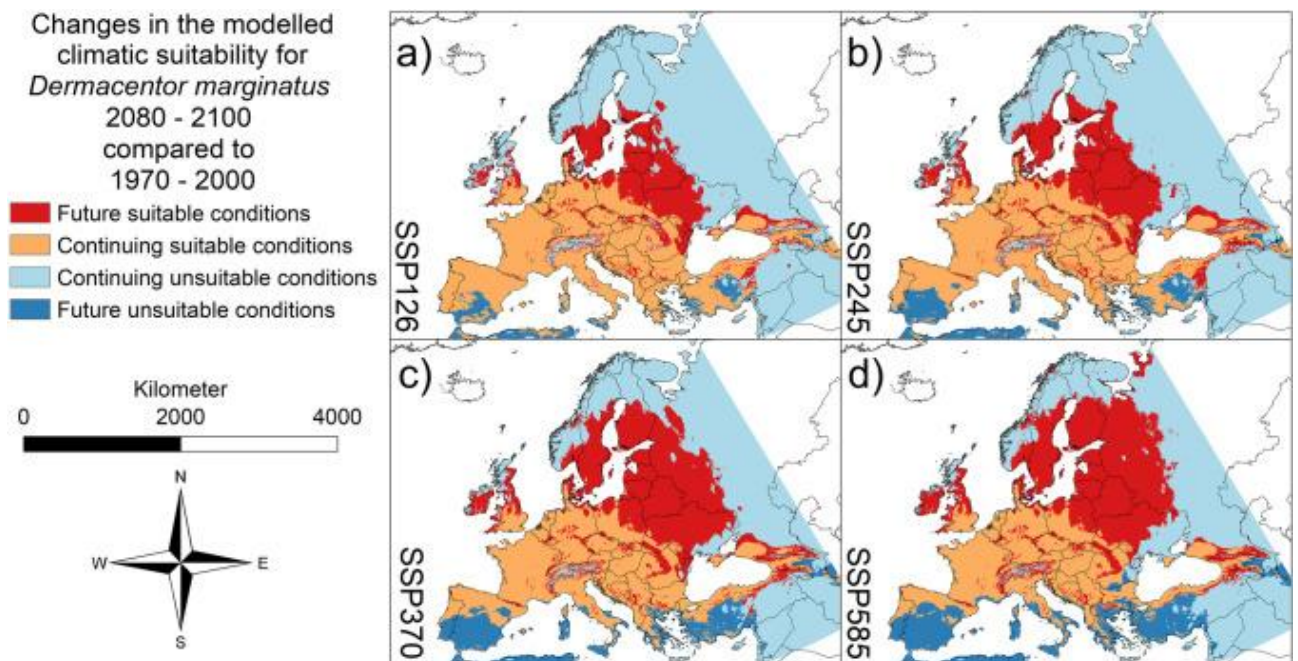 Changes in the modelled
climatic suitability for
Dermacentor marginatus
2080 - 2100
compared to
1970 - 2000
Future suitable conditions
Continuing suitable conditions
Continuing unsuitable conditions
Future unsuitable conditions
Kilometer
0 2000 4000
N
W E
S
a)
SSP126
b)
SSP245
c)
SSP370
d)
SSP585